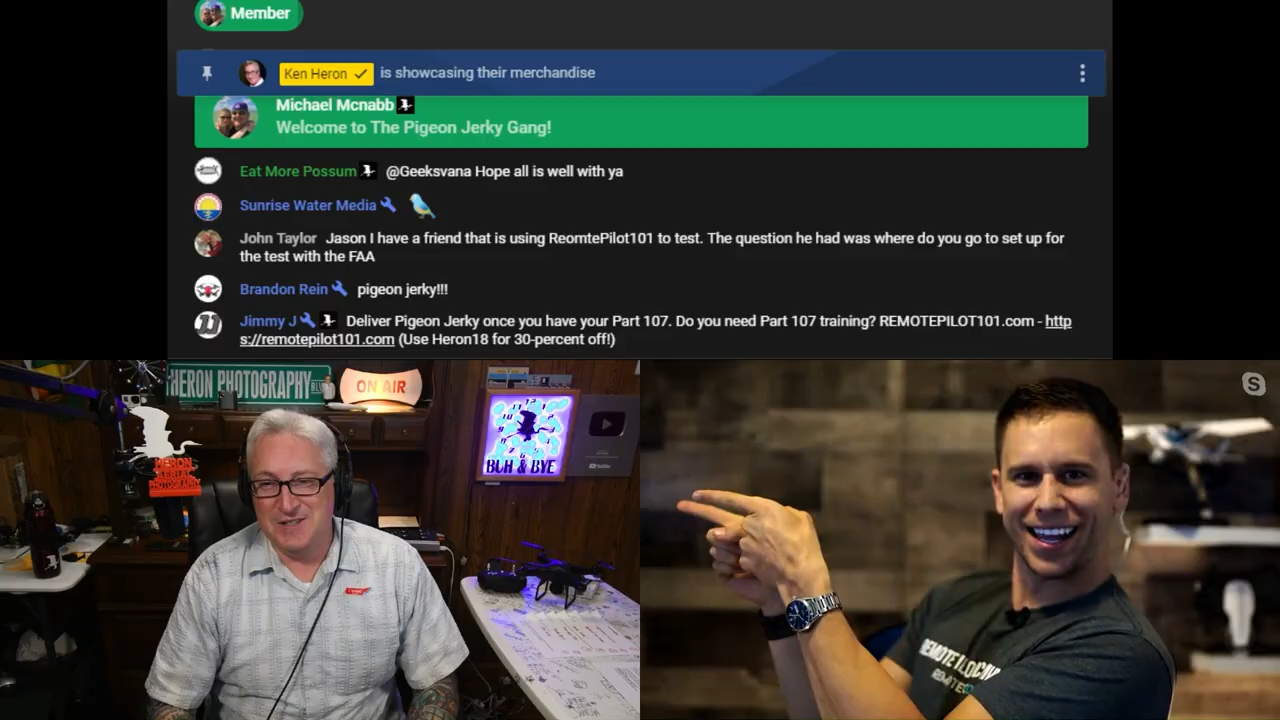 Member
Ken Heron is showcasing their merchandise
Michael Mcnabb
Welcome to The Pigeon Jerky Gang!
Eat More Possum @Geeksvana Hope all is well with ya
Sunrise Water Media
John Taylor Jason I have a friend that is using ReomtePilot101 to test. The question he had was where do you go to set up for
the test with the FAA
Brandon Rein pigeon jerky!!!
Jimmy J Deliver Pigeon Jerky once you have your Part 107. Do you need Part 107 training? REMOTEPILOT101.com - http
s://remotepilot101.com (Use Heron18 for 30-percent off!)
HERON PHOTOGRAPHY BLVD
ON AIR
HERON
AERIAL
PHOTOGRAPHY
BUH & BYE